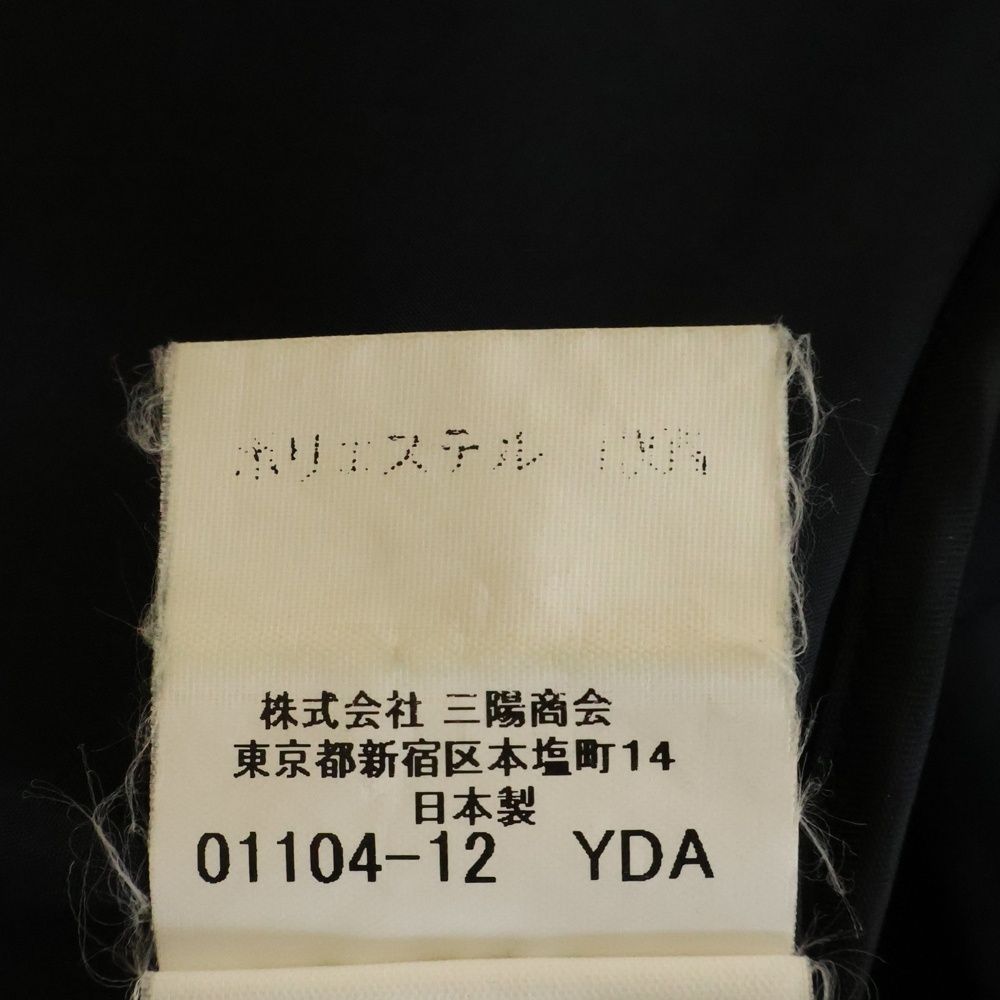 ポリエステル
株式会社 三陽商会
東京都新宿区本塩町14
日本製
01104-12 YDA